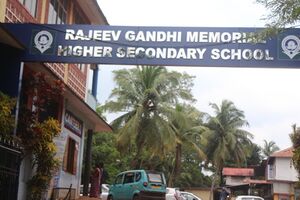 RAJEEV GANDHI MEMORIAL
HIGHER SECONDARY SCHOOL